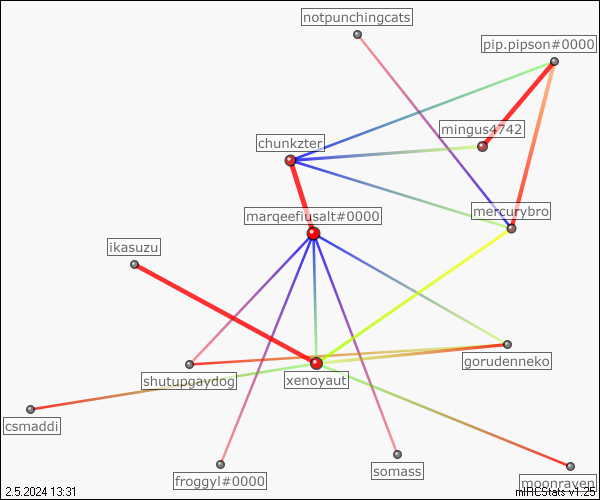 notpunchingcats
pip.pipson#0000
mingus4742
chunkzter
mercurybro
marqeefiusalt#0000
ikasuzu
gorudenneko
shutupgaydog
xenoyaut
csmaddi
somass
froggyl#0000
moonraven
2.5.2024 13:31
mIRCStats v1.25